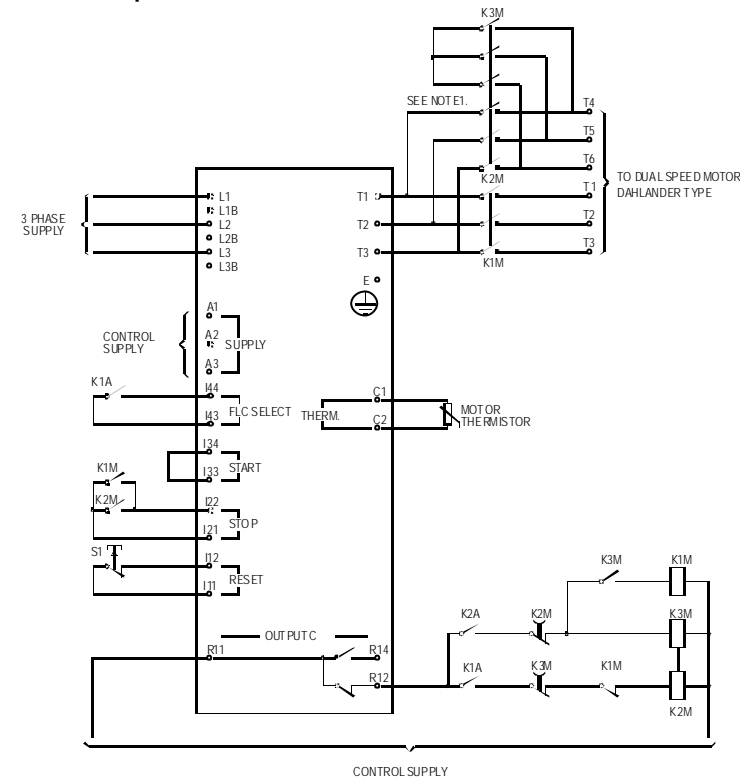 K3M
SEE NOTE1.
T4
T5
T6
K2M
T1
T2
T3
K1M
TO DUAL SPEED MOTOR
DAHLANDER TYPE
3 PHASE
SUPPLY
L1
L1B
L2
L2B
L3
L3B
T1
T2
T3
E
CONTROL
SUPPLY
A1
A2
SUPPLY
A3
K1A
I44
FLC SELECT
I43
THERM.
C1
C2
MOTOR
THERMISTOR
I34
START
I33
K1M
K2M
I22
STOP
I21
S1
I12
RESET
I11
OUTPUT C
R11
R14
R12
K3M
K1M
K2A
K2M
K3M
K1A
K3M
K1M
K2M
CONTROL SUPPLY